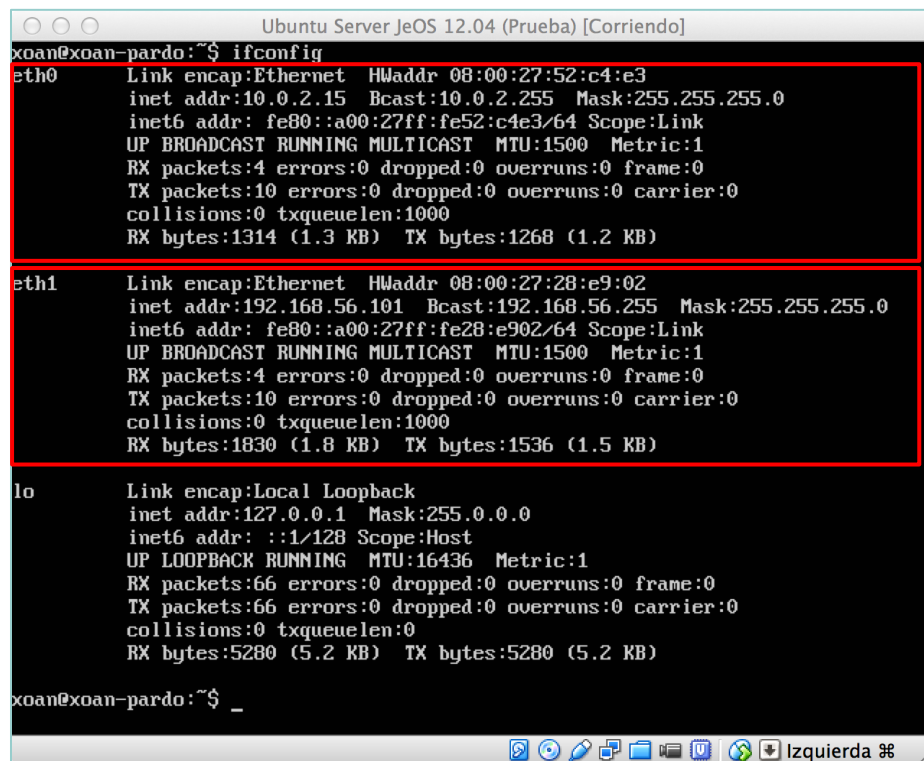 Ubuntu Server JeOS 12.04 (Prueba) [Corriendo]
xoan@xoan-pardo:~$ ifconfig
eth0 Link encap:Ethernet HWaddr 08:00:27:52:c4:e3
inet addr:10.0.2.15 Bcast:10.0.2.255 Mask:255.255.255.0
inet6 addr: fe80::a00:27ff:fe52:c4e3/64 Scope:Link
UP BROADCAST RUNNING MULTICAST MTU:1500 Metric:1
RX packets:4 errors:0 dropped:0 overruns:0 frame:0
TX packets:10 errors:0 dropped:0 overruns:0 carrier:0
collisions:0 txqueuelen:1000
RX bytes:1314 (1.3 KB) TX bytes:1268 (1.2 KB)
eth1 Link encap:Ethernet HWaddr 08:00:27:28:e9:02
inet addr:192.168.56.101 Bcast:192.168.56.255 Mask:255.255.255.0
inet6 addr: fe80::a00:27ff:fe28:e902/64 Scope:Link
UP BROADCAST RUNNING MULTICAST MTU:1500 Metric:1
RX packets:4 errors:0 dropped:0 overruns:0 frame:0
TX packets:10 errors:0 dropped:0 overruns:0 carrier:0
collisions:0 txqueuelen:1000
RX bytes:1830 (1.8 KB) TX bytes:1536 (1.5 KB)
lo Link encap:Local Loopback
inet addr:127.0.0.1 Mask:255.0.0.0
inet6 addr: ::1/128 Scope:Host
UP LOOPBACK RUNNING MTU:16436 Metric:1
RX packets:66 errors:0 dropped:0 overruns:0 frame:0
TX packets:66 errors:0 dropped:0 overruns:0 carrier:0
collisions:0 txqueuelen:0
RX bytes:5280 (5.2 KB) TX bytes:5280 (5.2 KB)
xoan@xoan-pardo:~$ _
Izquierda ⌘